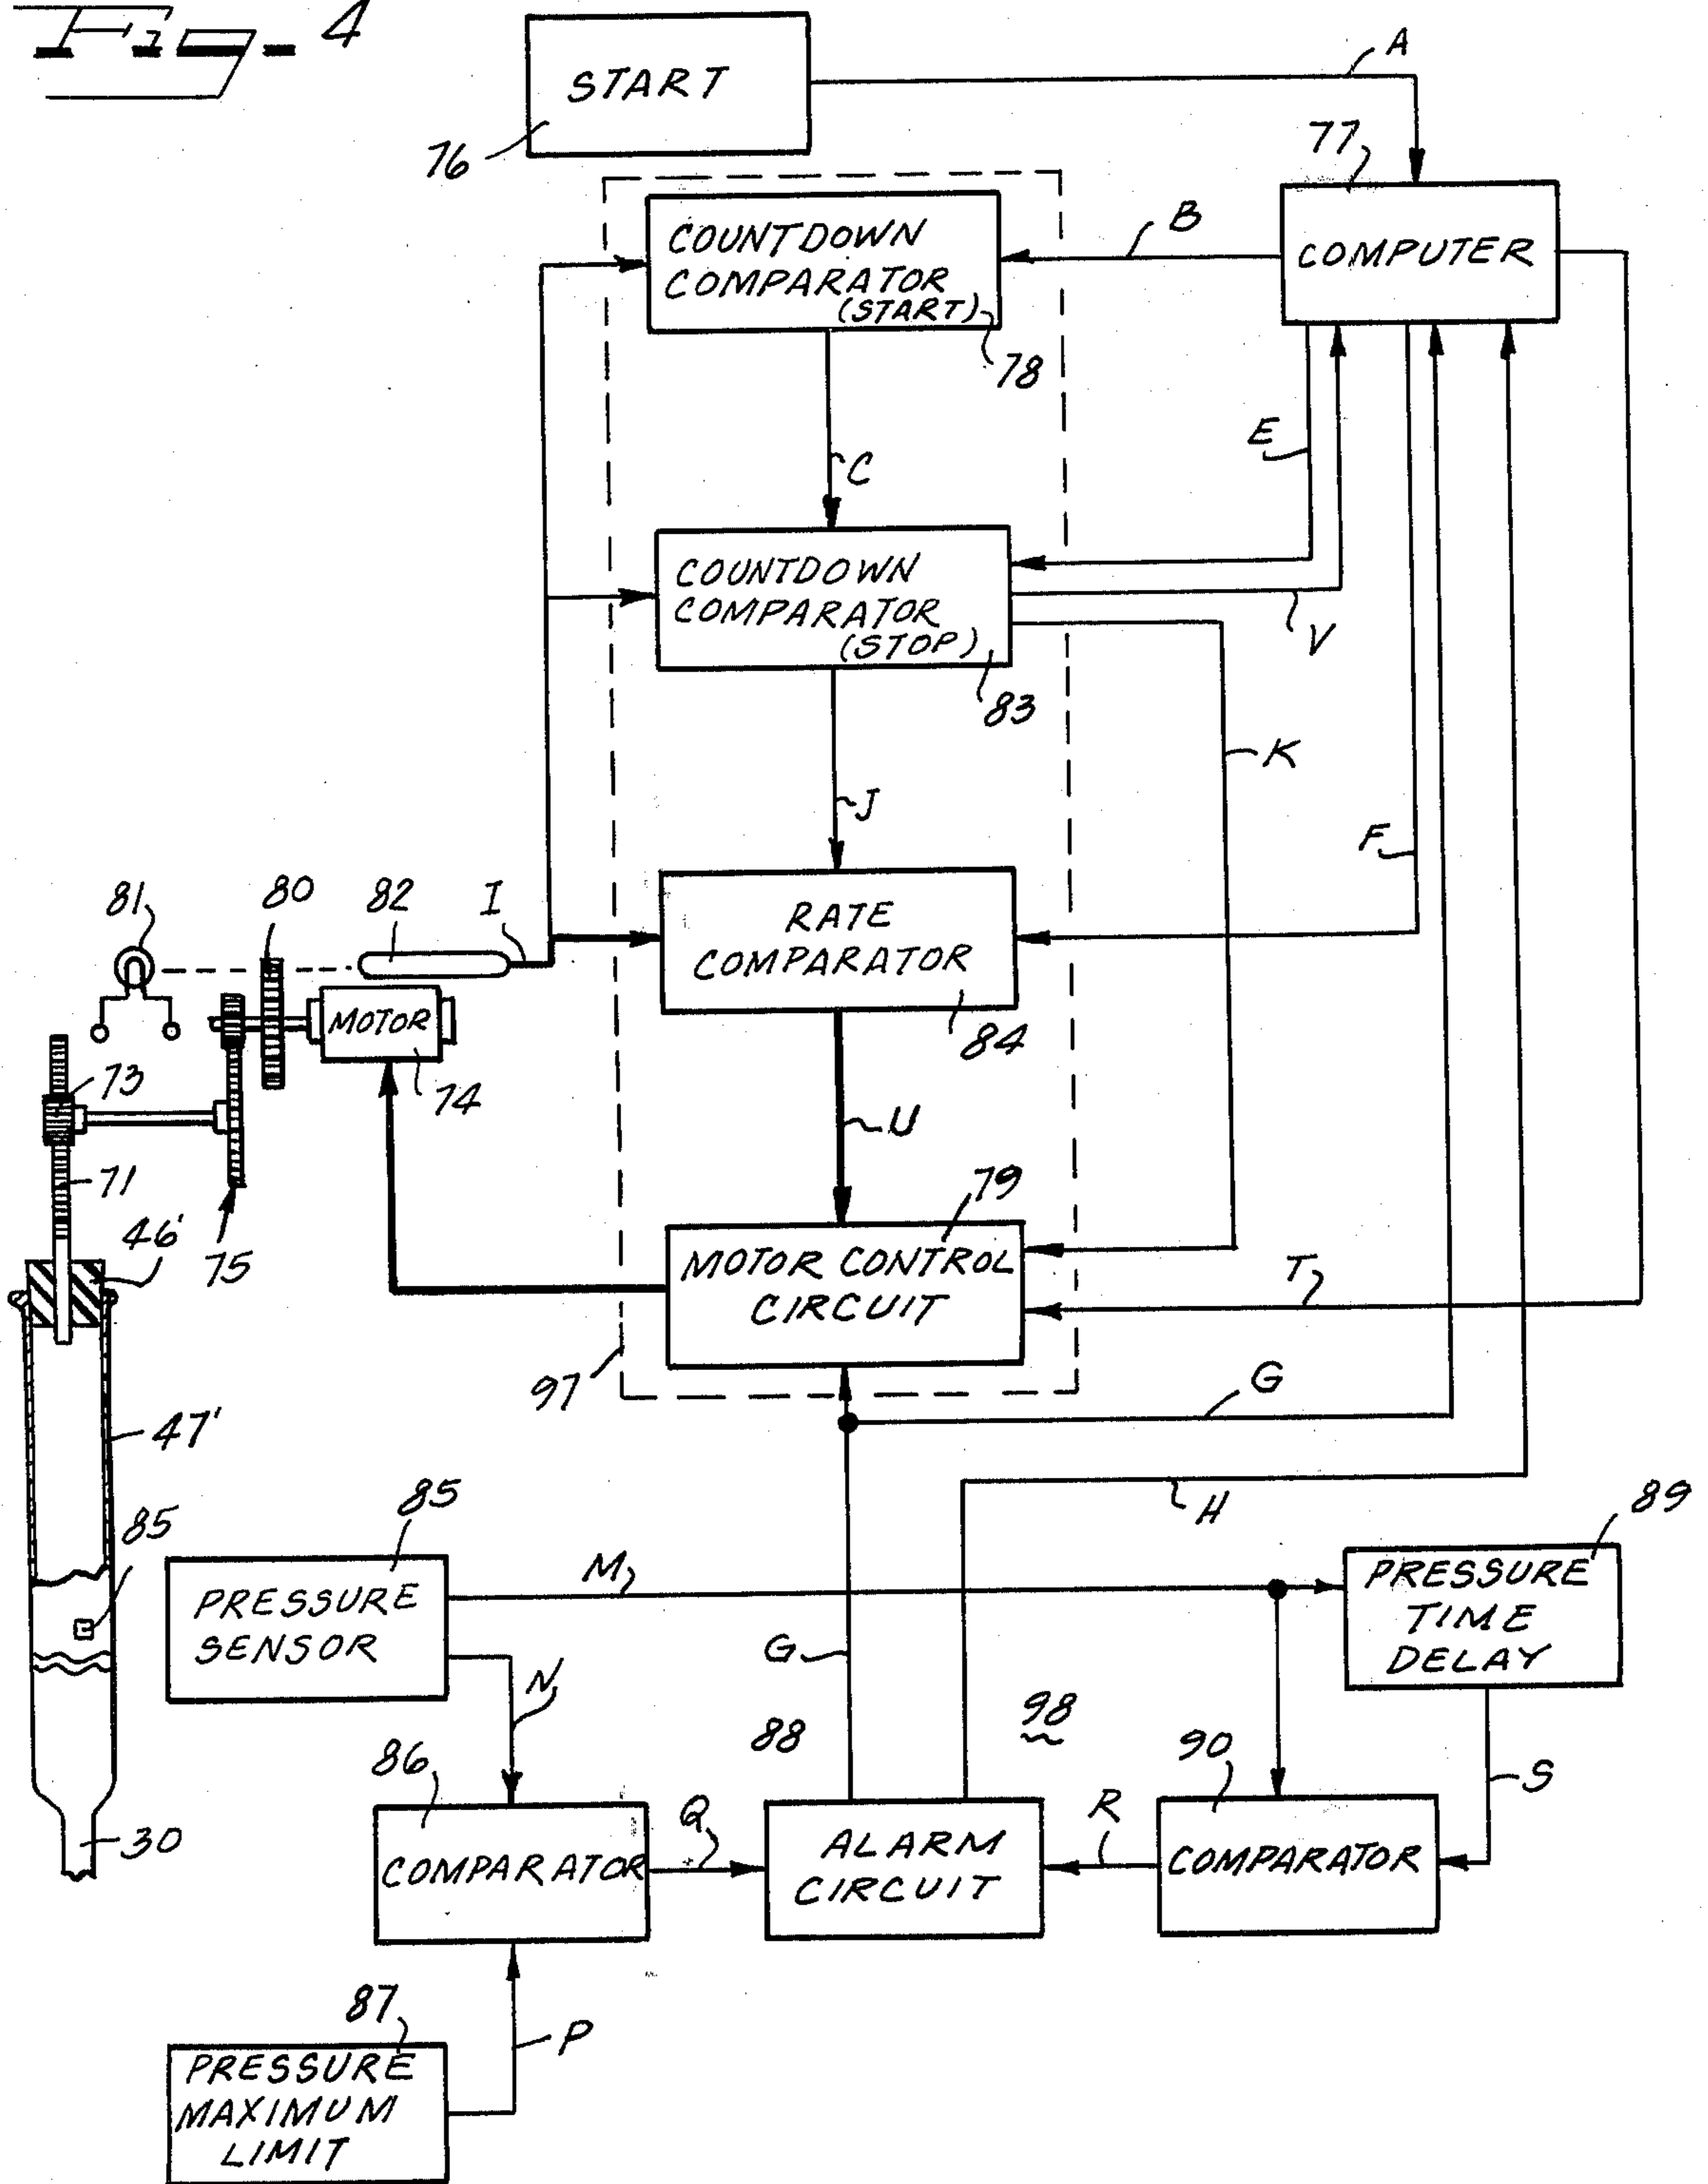 Fig-4
START
76
A
77
COMPUTER
B
COUNTDOWN
COMPARATOR
(START)
78
C
E
V
COUNTDOWN
COMPARATOR
(STOP)
83
K
J
F
81
80
82
I
RATE
COMPARATOR
84
MOTOR
74
73
71
75
U
46'
79
MOTOR CONTROL
CIRCUIT
T
97
G
47'
H
85
85
PRESSURE
SENSOR
M
N
89
PRESSURE
TIME
DELAY
G
98
88
86
90
S
30
COMPARATOR
Q
ALARM
CIRCUIT
R
COMPARATOR
87
P
PRESSURE
MAXIMUM
LIMIT